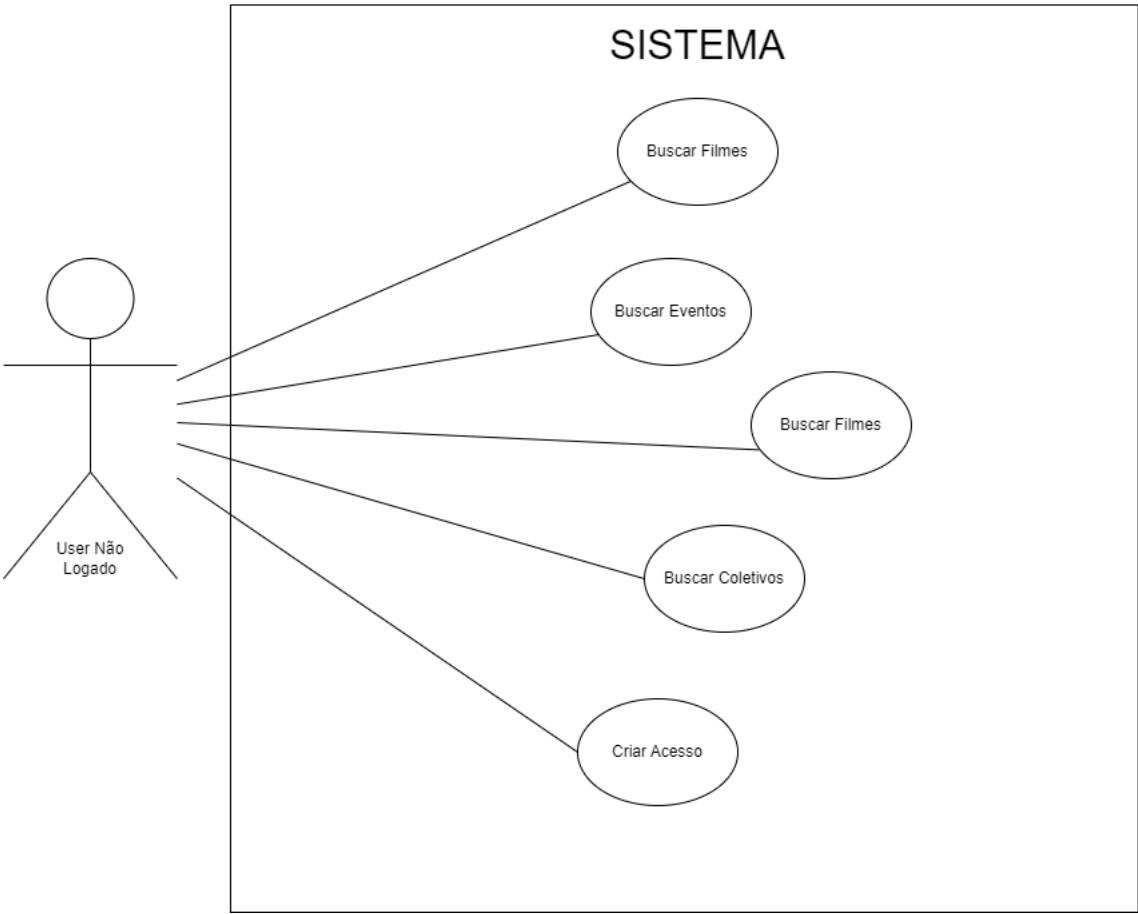 SISTEMA
Buscar Filmes
Buscar Eventos
Buscar Filmes
User Não
Logado
Buscar Coletivos
Criar Acesso